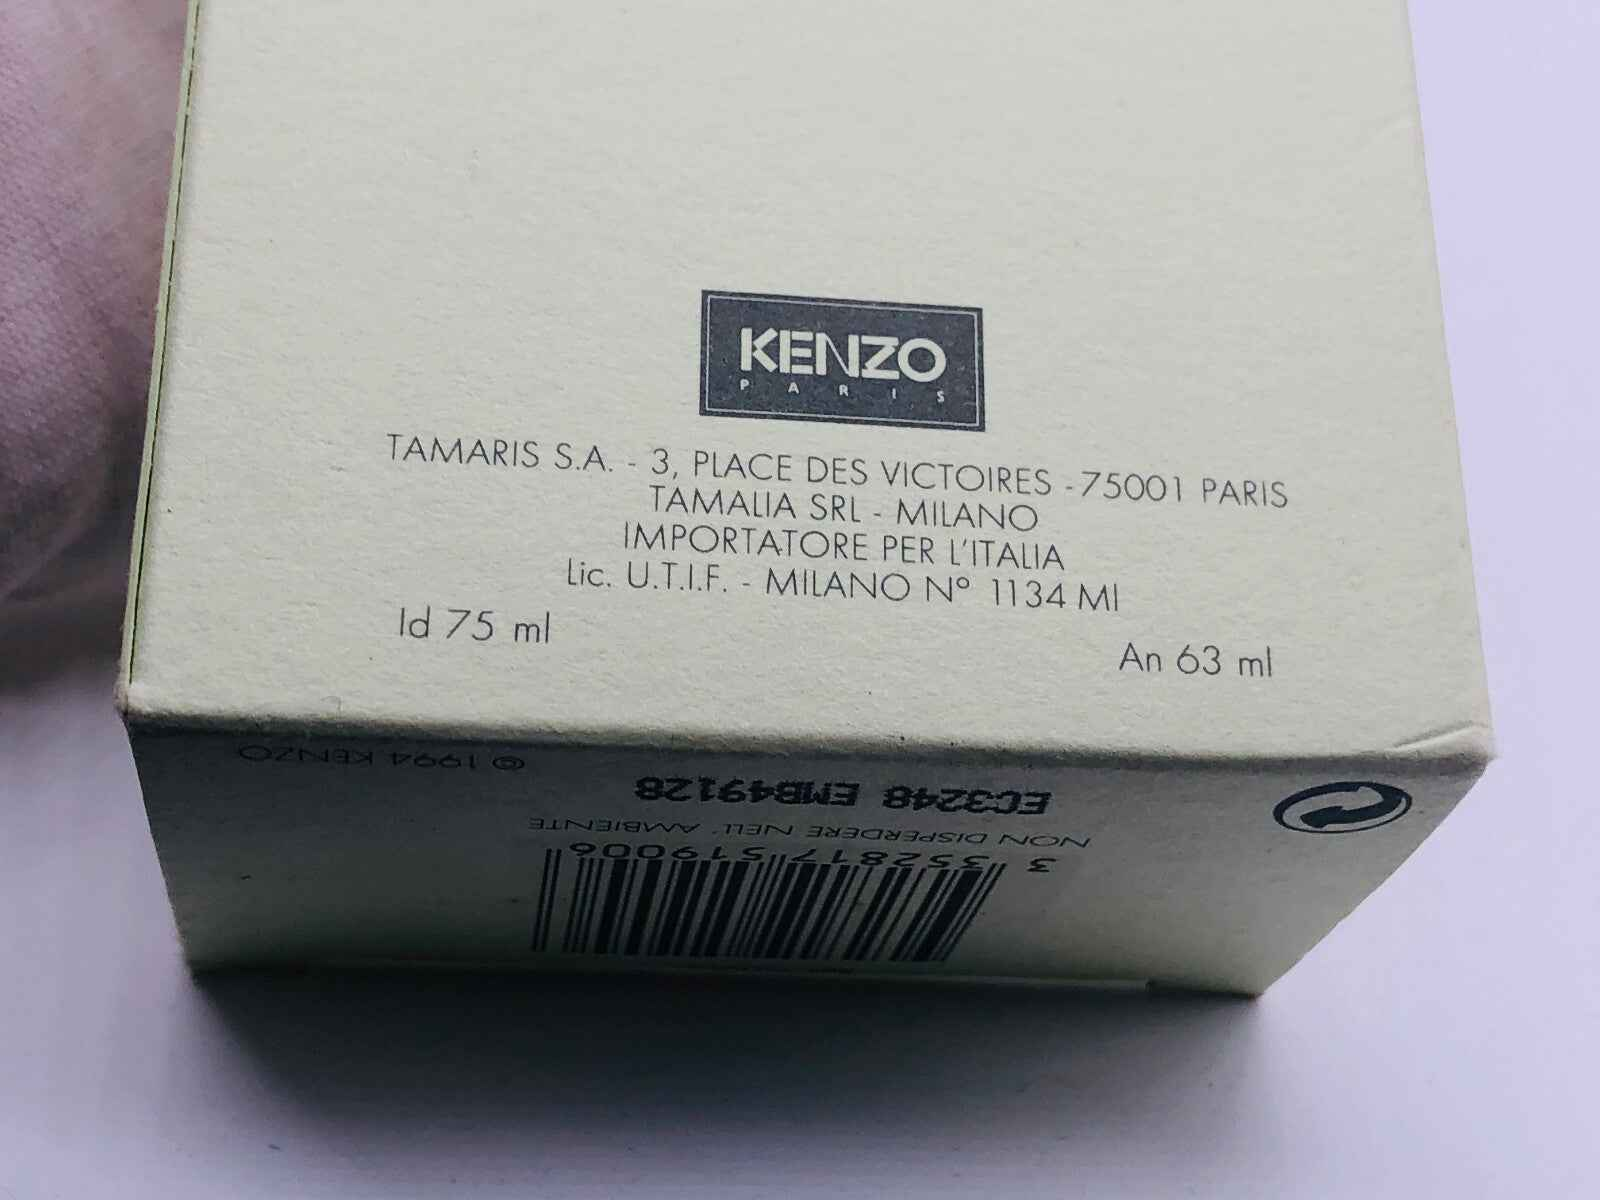 KENZO
PARIS
TAMARIS S.A. - 3, PLACE DES VICTOIRES - 75001 PARIS
TAMALIA SRL - MILANO
IMPORTATORE PER L'ITALIA
Lic. U.T.I.F. - MILANO N° 1134 MI
Id 75 ml
An 63 ml
© 1994 KENZO
EC3248 EMB49128
NON DISPERDERE NELL' AMBIENTE
3 352817 519006